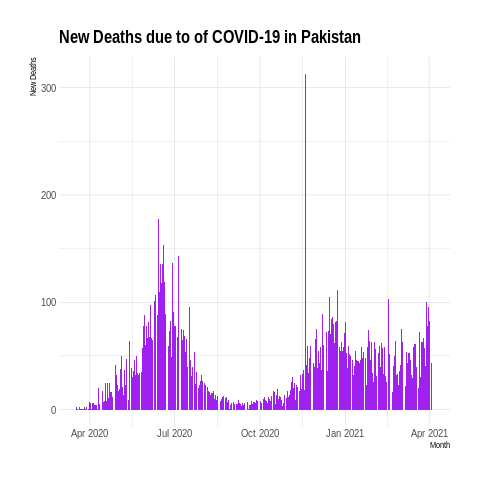 New Deaths due to of COVID-19 in Pakistan
New Deaths
300
200
100
0
Apr 2020 Jul 2020 Oct 2020 Jan 2021 Apr 2021
Month